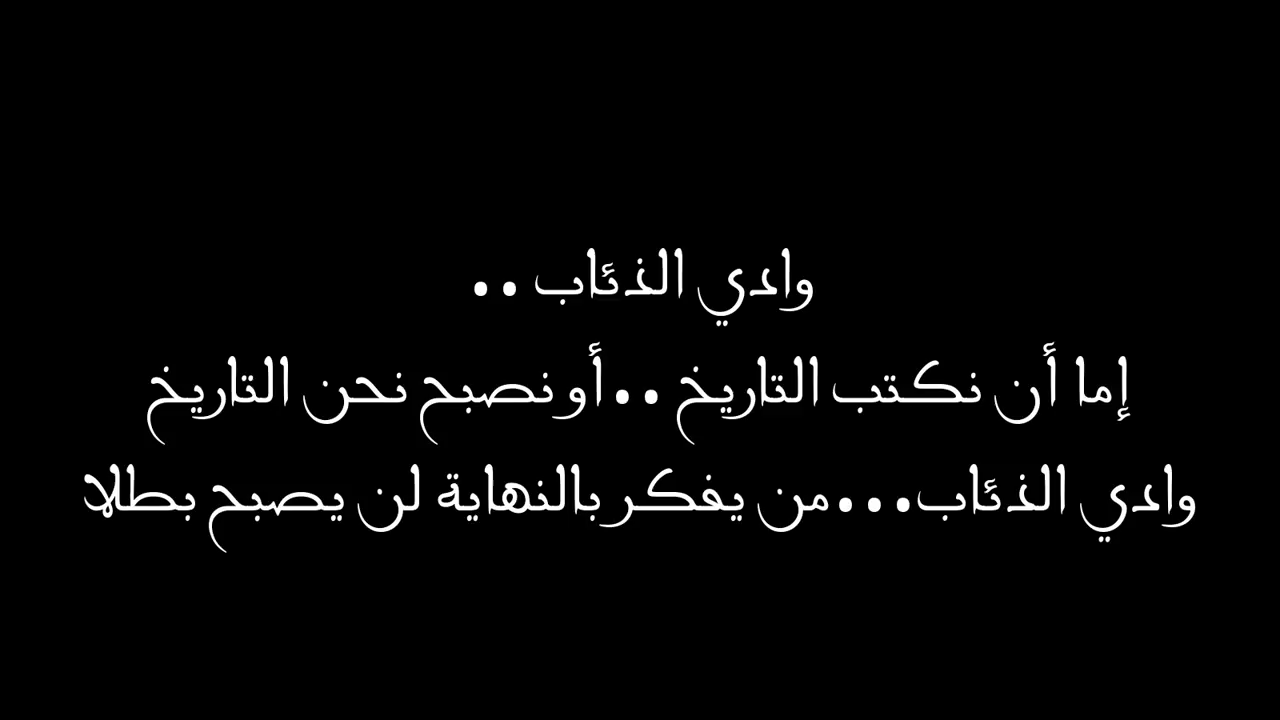 وادي الذئاب ..
إما أن نكتب التاريخ ..أو نصبح نحن التاريخ
وادي الذئاب...من يفكر بالنهاية لن يصبح بطلا